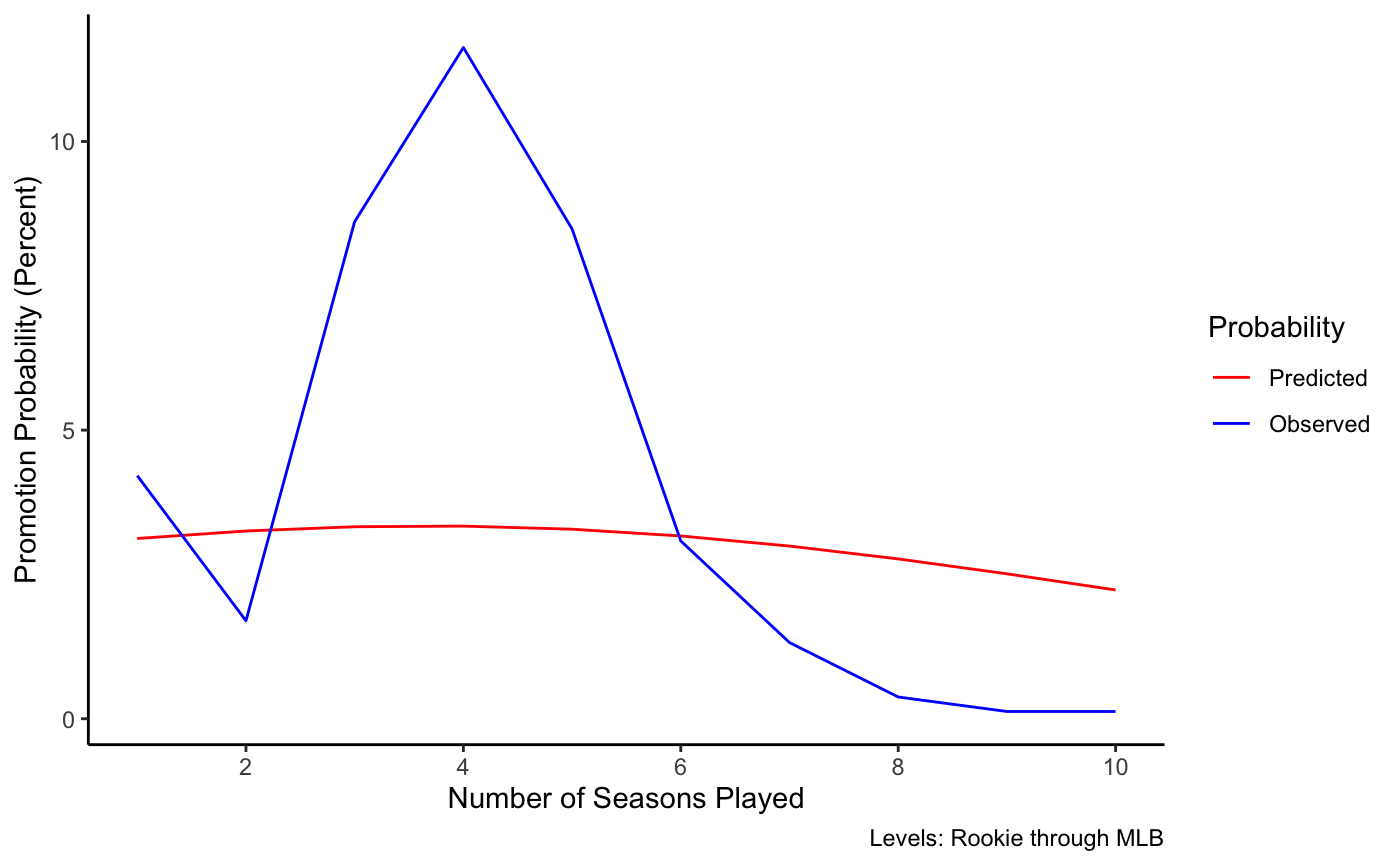 Promotion Probability (Percent)
10
5
0
2 4 6 8 10
Number of Seasons Played
Levels: Rookie through MLB
Probability
Predicted
Observed